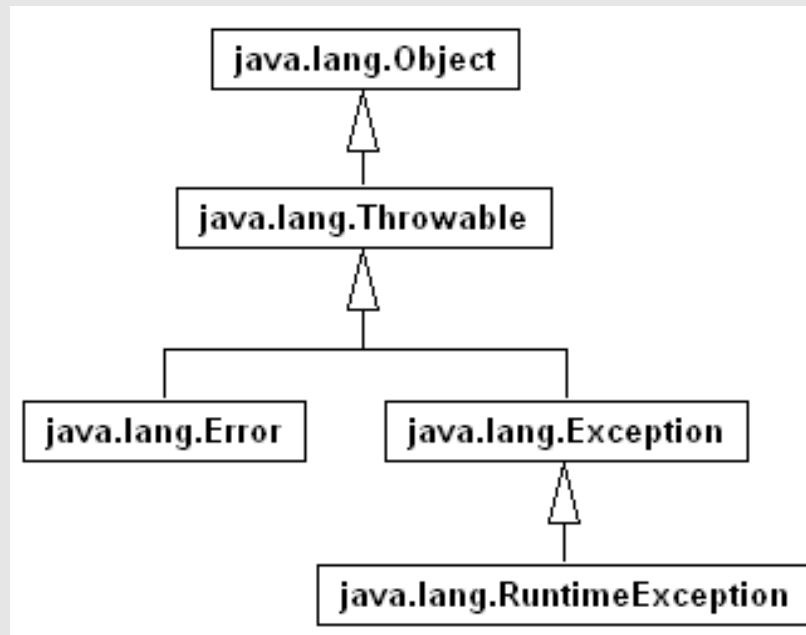 java.lang.Object
java.lang.Throwable
java.lang.Error
java.lang.Exception
java.lang.RuntimeException